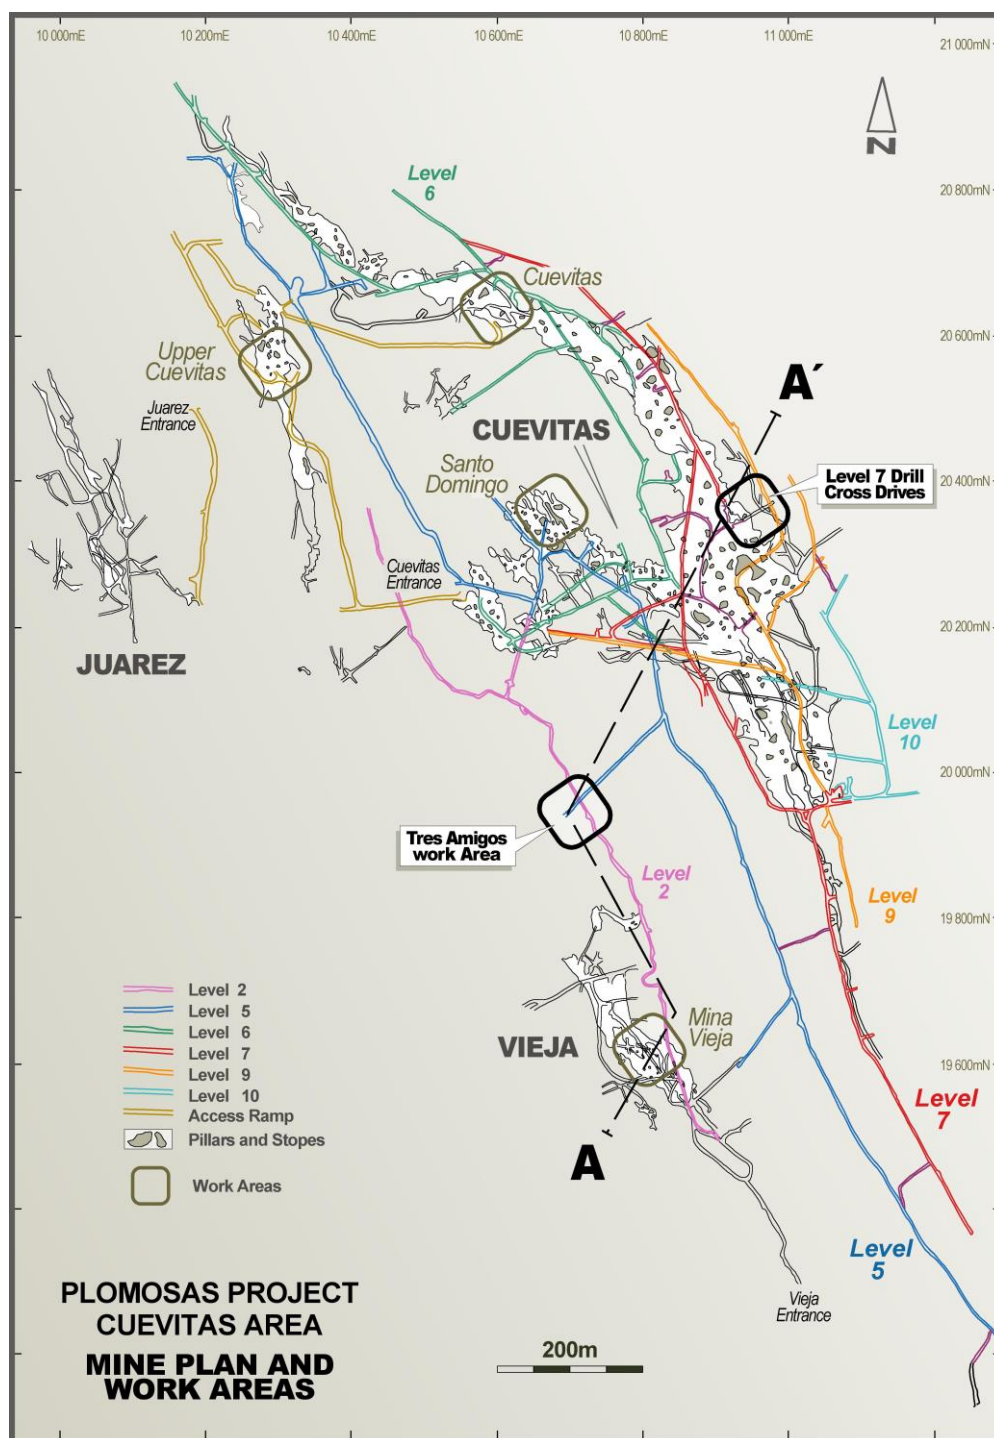 10 000mE
10 200mE
10 400mE
10 600mE
10 800mE
11 000mE
21 000mN
N
Level
6
20 800mN
Cuevitas
20 600mN
Upper
Cuevitas
A´
Juarez
Entrance
CUEVITAS
Santo
Domingo
Level 7 Drill
Cross Drives
20 400mN
Cuevitas
Entrance
20 200mN
JUAREZ
Level
10
20 000mN
Tres Amigos
work Area
Level
2
Level
9
19 800mN
Level 2
Level 5
Level 6
Level 7
Level 9
Level 10
Access Ramp
Pillars and Stopes
Work Areas
VIEJA
Mina
Vieja
19 600mN
Level
7
A
Level
5
Vieja
Entrance
PLOMOSAS PROJECT
CUEVITAS AREA
MINE PLAN AND
WORK AREAS
200m